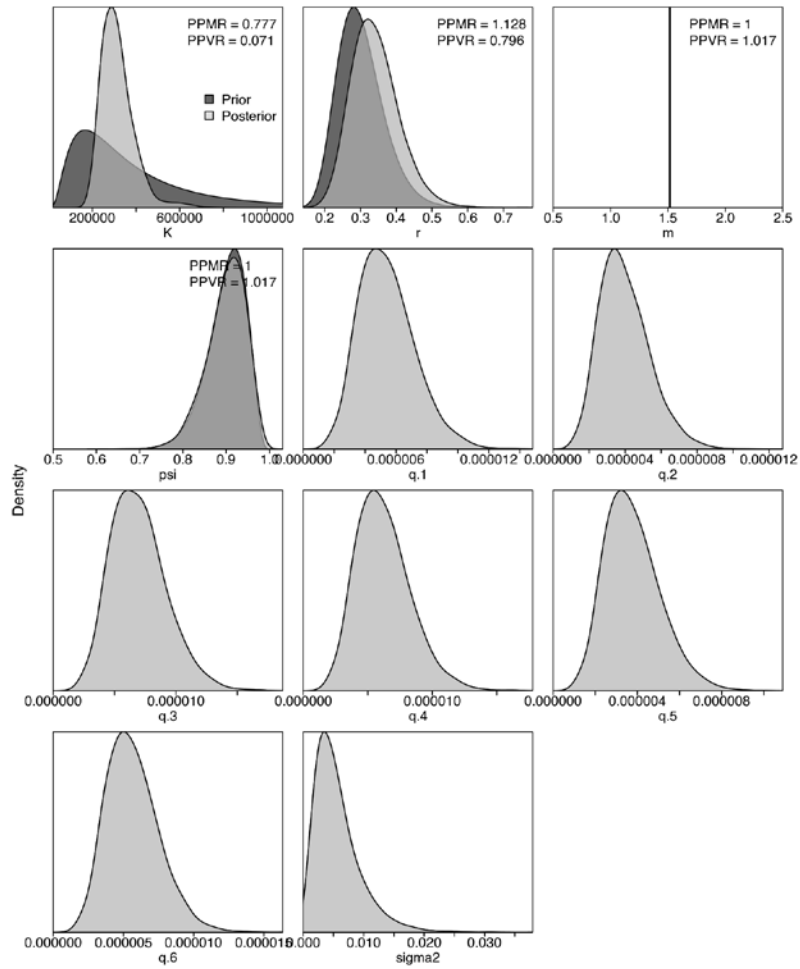 PPMR = 0.777
PPVR = 0.071
Prior
Posterior
200000 600000 1000000
K
PPMR = 1.128
PPVR = 0.796
0.2 0.3 0.4 0.5 0.6 0.7
r
PPMR = 1
PPVR = 1.017
0.5 1.0 1.5 2.0 2.5
m
PPMR = 1
PPVR = 1.017
0.5 0.6 0.7 0.8 0.9 1.0
psi
0.000000 0.000006 0.000012
q.1
0.000000 0.000004 0.000008 0.000012
q.2
Density
0.000000 0.000010
q.3
0.000000 0.000010
q.4
0.000000 0.000004 0.000008
q.5
0.000000 0.000005 0.000010 0.000015
q.6
0.000 0.010 0.020 0.030
sigma2